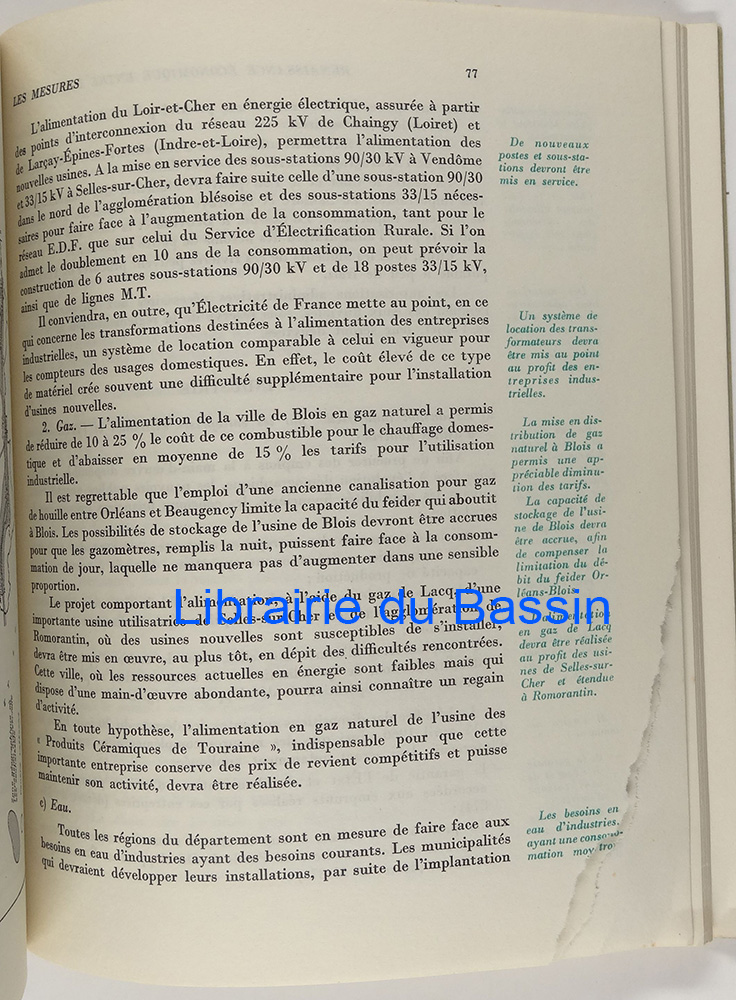 LES MESURES
77
L'alimentation du Loir-et-Cher en énergie électrique, assurée à partir
des points d'interconnexion du réseau 225 kV de Chaingy (Loiret) et
de Larçay-Épines-Fortes (Indre-et-Loire), permettra l'alimentation des
nouvelles usines. A la mise en service des sous-stations 90/30 kV à Vendôme
et 33/15 kV à Selles-sur-Cher, devra faire suite celle d'une sous-station 90/30
dans le nord de l'agglomération blésoise et des sous-stations 33/15 néces-
saires pour faire face à l'augmentation de la consommation, tant pour le
réseau E.D.F. que sur celui du Service d'Électrification Rurale. Si l'on
admet le doublement en 10 ans de la consommation, on peut prévoir la
construction de 6 autres sous-stations 90/30 kV et de 18 postes 33/15 kV,
ainsi que de lignes M.T.
Il conviendra, en outre, qu'Électricité de France mette au point, en ce
qui concerne les transformations destinées à l'alimentation des entreprises
industrielles, un système de location comparable à celui en vigueur pour
les compteurs des usages domestiques. En effet, le coût élevé de ce type
de matériel crée souvent une difficulté supplémentaire pour l'installation
d'usines nouvelles.
2. Gaz. — L'alimentation de la ville de Blois en gaz naturel a permis
de réduire de 10 à 25 % le coût de ce combustible pour le chauffage domes-
tique et d'abaisser en moyenne de 15 % les tarifs pour l'utilisation
industrielle.
Il est regrettable que l'emploi d'une ancienne canalisation pour gaz
de houille entre Orléans et Beaugency limite la capacité du feider qui aboutit
à Blois. Les possibilités de stockage de l'usine de Blois devront être accrues
pour que les gazomètres, remplis la nuit, puissent faire face à la consom-
mation de jour, laquelle ne manquera pas d'augmenter dans une sensible
proportion.
Le projet comportant l'alimentation, à l'aide du gaz de Lacq, d'une
importante usine utilisatrice de Selles-sur-Cher et de l'agglomération de
Romorantin, où des usines nouvelles sont susceptibles de s'installer,
devra être mis en œuvre, au plus tôt, en dépit des difficultés rencontrées.
Cette ville, où les ressources actuelles en énergie sont faibles mais qui
dispose d'une main-d'œuvre abondante, pourra ainsi connaître un regain
d'activité.
En toute hypothèse, l'alimentation en gaz naturel de l'usine des
« Produits Céramiques de Touraine », indispensable pour que cette
importante entreprise conserve des prix de revient compétitifs et puisse
maintenir son activité, devra être réalisée.
c) Eau.
Toutes les régions du département sont en mesure de faire face aux
besoins en eau d'industries ayant des besoins courants. Les municipalités
qui devraient développer leurs installations, par suite de l'implantation
De nouveaux
postes et sous-sta-
tions devront être
mis en service.
Un système de
location des trans-
formateurs devra
être mis au point
au profit des en-
treprises indus-
trielles.
La mise en dis-
tribution de gaz
naturel à Blois a
permis une ap-
préciable diminu-
tion des tarifs.
La capacité de
stockage de l'usi-
ne de Blois devra
être accrue, afin
de compenser la
limitation du dé-
bit du feider Or-
léans-Blois.
L'alimentation
en gaz de Lacq
devra être réalisée
au profit des usi-
nes de Selles-sur-
Cher et étendue
à Romorantin.
Les besoins en
eau d'industries,
ayant une consom-
mation moy
Librairie du Bassin